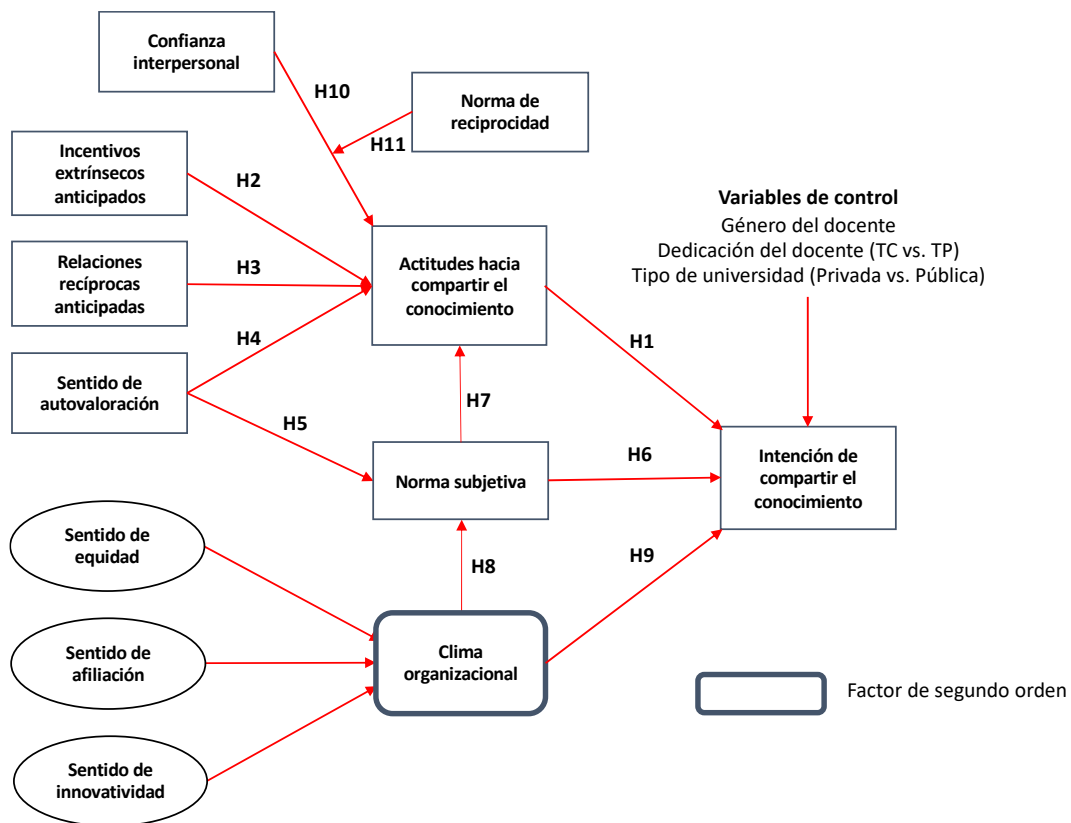 Confianza
interpersonal
H10
Norma de
reciprocidad
H11
Incentivos
extrínsecos
anticipados
H2
Variables de control
Género del docente
Dedicación del docente (TC vs. TP)
Tipo de universidad (Privada vs. Pública)
Relaciones
recíprocas
anticipadas
H3
Actitudes hacia
compartir el
conocimiento
H4
H1
Sentido de
autovaloración
H7
H5
H6
Norma subjetiva
Intención de
compartir el
conocimiento
Sentido de
equidad
H8
H9
Sentido de
afiliación
Clima
organizacional
Factor de segundo orden
Sentido de
innovatividad